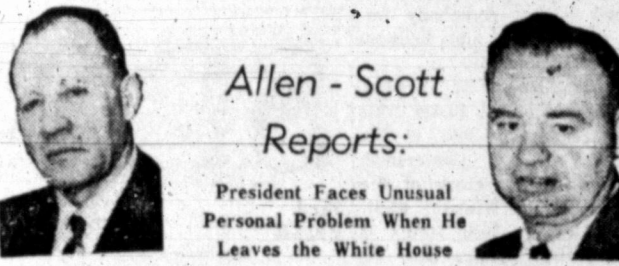 Allen - Scott
Reports:
President Faces Unusual
Personal Problem When He
Leaves the White House